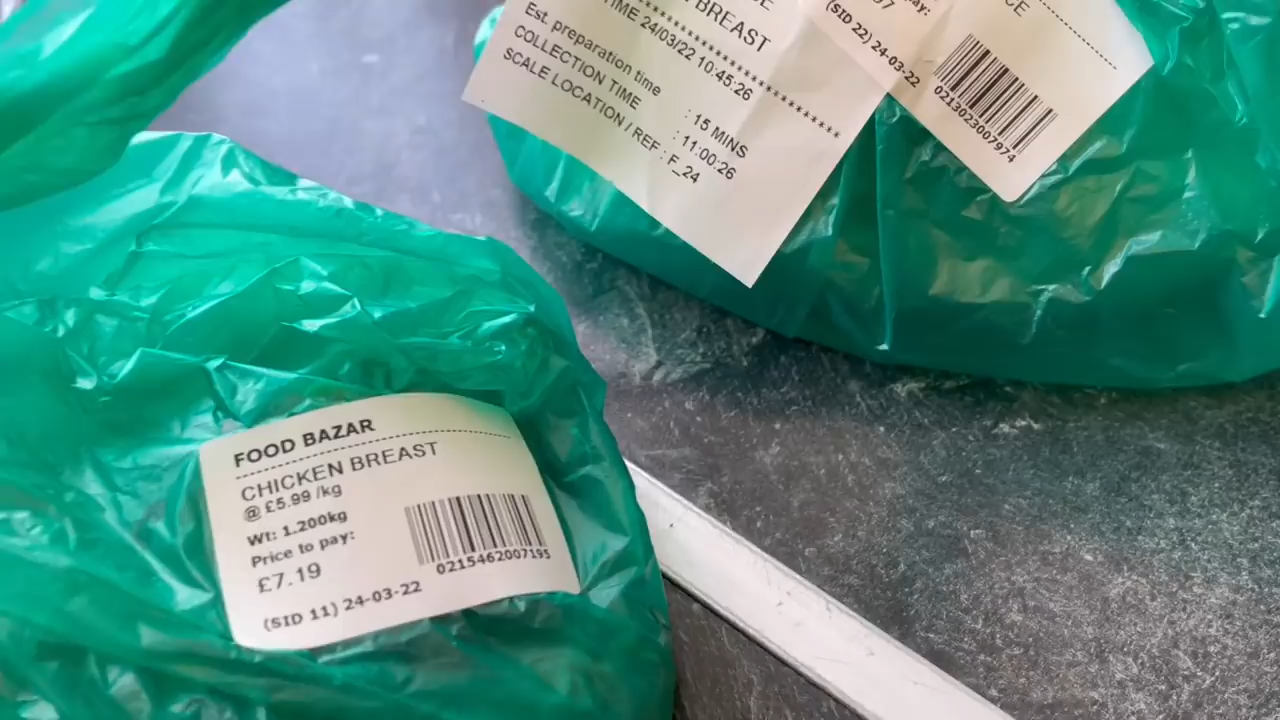 BREAST
TIME 24/03/22 10:45:26
Est. preparation time : 15 MINS
COLLECTION TIME : 11:00:26
SCALE LOCATION / REF : F_24
pay:
(SID 22) 24-03-22
0213023007974
FOOD BAZAR
CHICKEN BREAST
@ £5.99 /kg
Wt: 1.200kg
Price to pay:
£7.19
(SID 11) 24-03-22
0215462007195